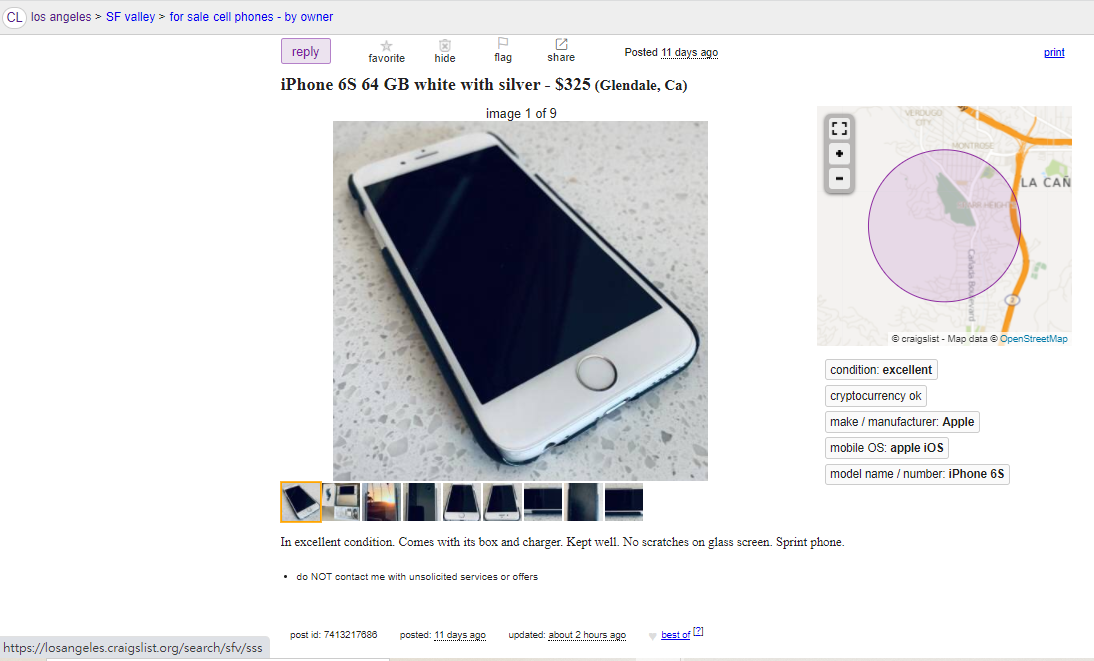 CL los angeles > SF valley > for sale cell phones - by owner
reply
favorite
hide
flag
share
Posted 11 days ago
print
iPhone 6S 64 GB white with silver - $325 (Glendale, Ca)
image 1 of 9
VERDUGO
CITY
MONTROSE
LA CAÑ
+
-
2
© craigslist - Map data © OpenStreetMap
condition: excellent
cryptocurrency ok
make / manufacturer: Apple
mobile OS: apple iOS
model name / number: iPhone 6S
In excellent condition. Comes with its box and charger. Kept well. No scratches on glass screen. Sprint phone.
• do NOT contact me with unsolicited services or offers
post id: 7413217686
posted: 11 days ago
updated: about 2 hours ago
best of [?]
https://losangeles.craigslist.org/search/sfv/sss